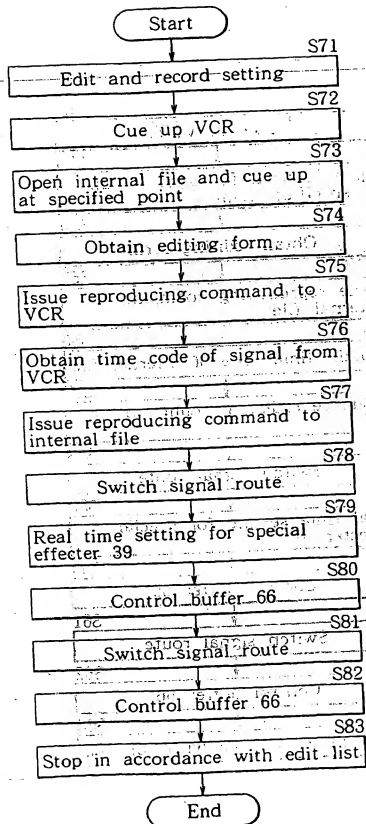 Start
S71
Edit and record setting
S72
Cue up VCR
S73
Open internal file and cue up
at specified point
S74
Obtain editing form
S75
Issue reproducing command to
VCR
S76
Obtain time code of signal from
VCR
S77
Issue reproducing command to
internal file
S78
Switch signal route
S79
Real time setting for special
effecter 39
S80
Control buffer 66
S81
Switch signal route
S82
Control buffer 66
S83
Stop in accordance with edit list
End